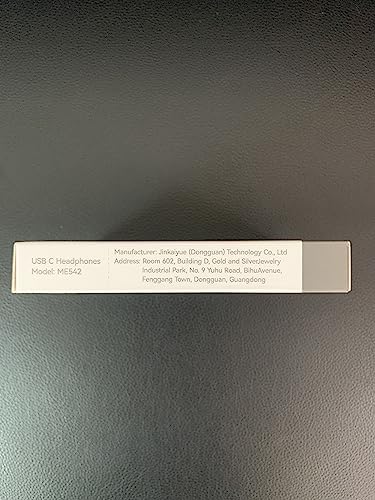 USB C Headphones
Model: ME542
Manufacturer: Jinkaiyue (Dongguan) Technology Co., Ltd
Address: Room 602, Building D, Gold and SilverJewelry
Industrial Park, No. 9 Yuhu Road, BihuAvenue,
Fenggang Town, Dongguan, Guangdong